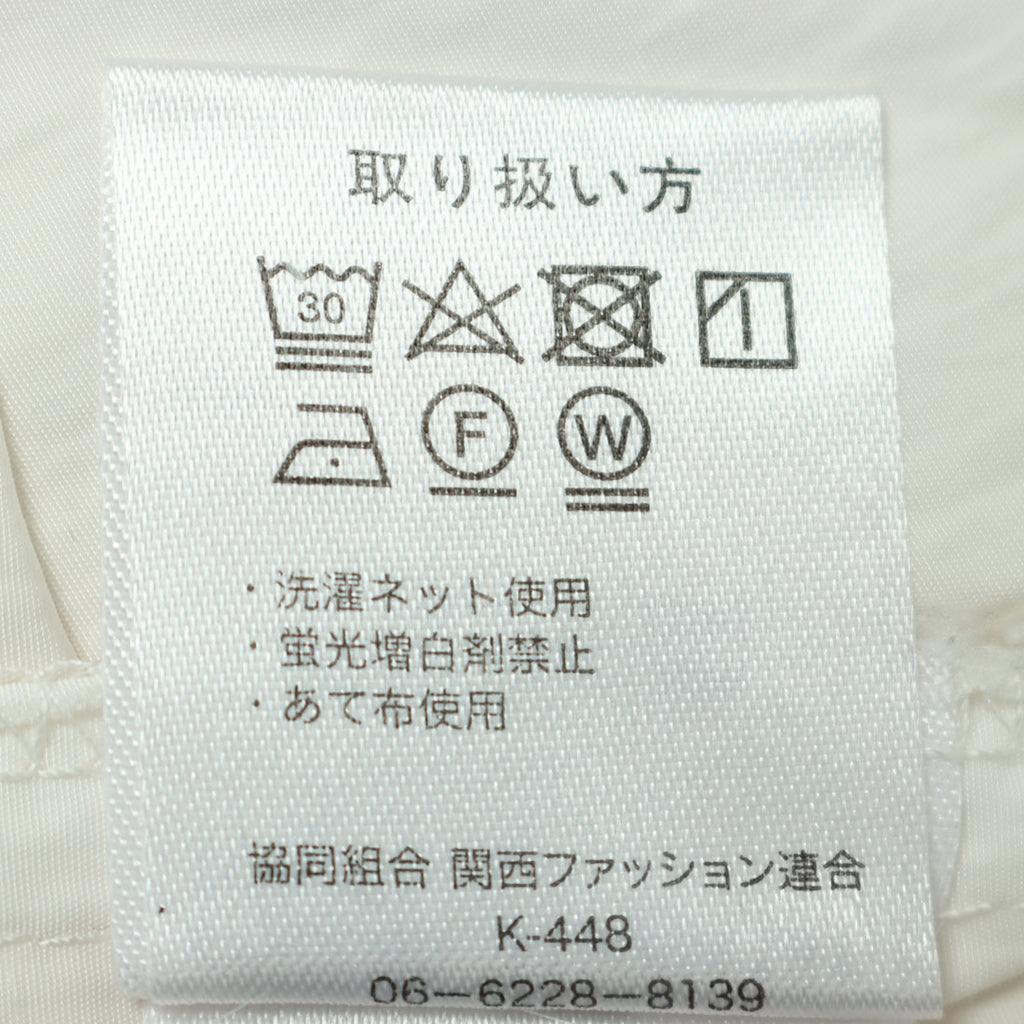 取り扱い方
30
F W
・洗濯ネット使用
・蛍光増白剤禁止
・あて布使用
協同組合 関西ファッション連合
K-448
06-6228-8139